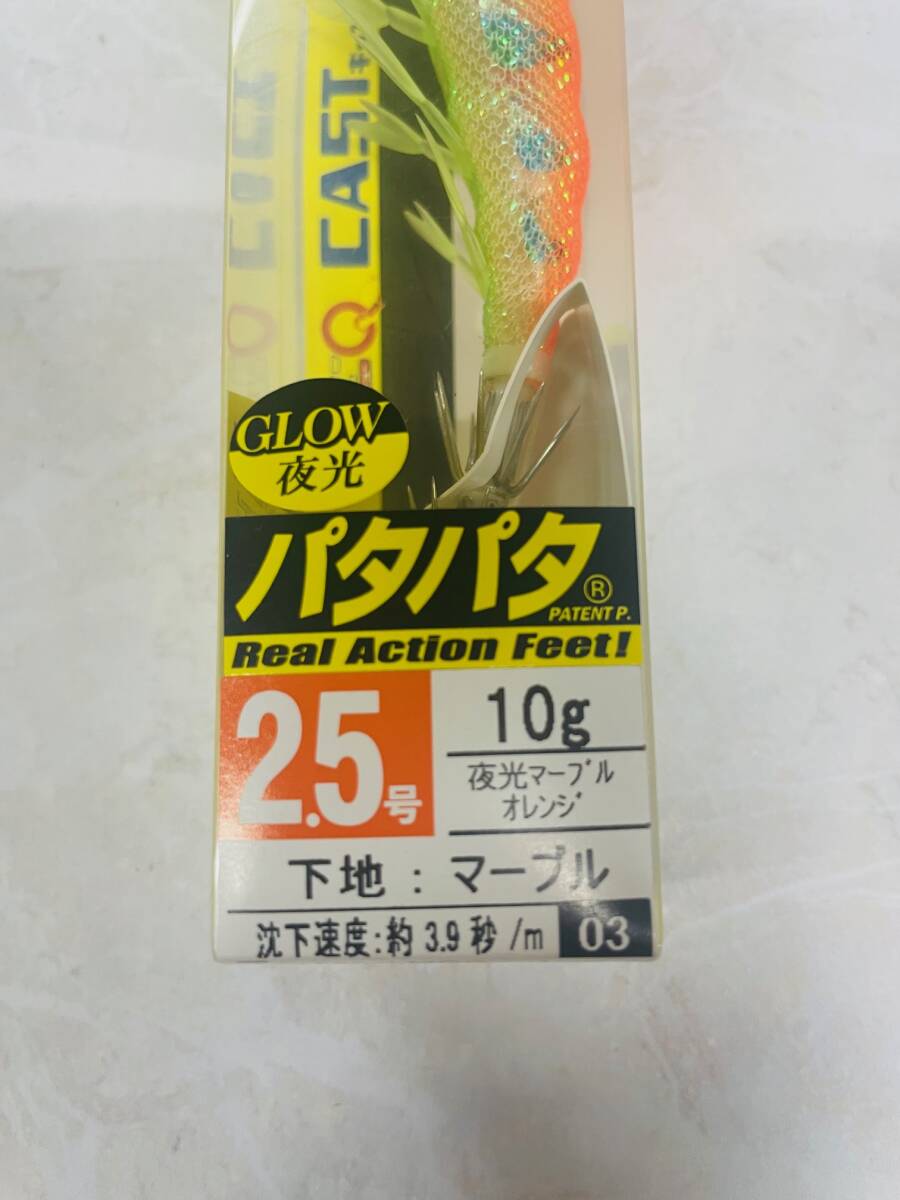 CAST
Q
GLOW
夜光
パタパタ®
PATENT P.
Real Action Feet!
2.5号
10g
夜光マーブル
オレンジ
下地:マーブル
沈下速度:約3.9秒/m
03